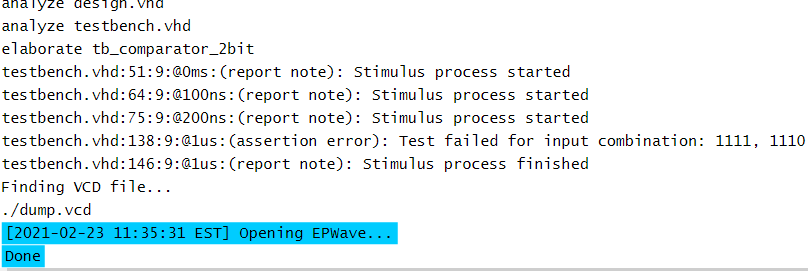 analyze design.vhd
analyze testbench.vhd
elaborate tb_comparator_2bit
testbench.vhd:51:9:@0ms:(report note): Stimulus process started
testbench.vhd:64:9:@100ns:(report note): Stimulus process started
testbench.vhd:75:9:@200ns:(report note): Stimulus process started
testbench.vhd:138:9:@1us:(assertion error): Test failed for input combination: 1111, 1110
testbench.vhd:146:9:@1us:(report note): Stimulus process finished
Finding VCD file...
./dump.vcd
[2021-02-23 11:35:31 EST] Opening EPWave...
Done